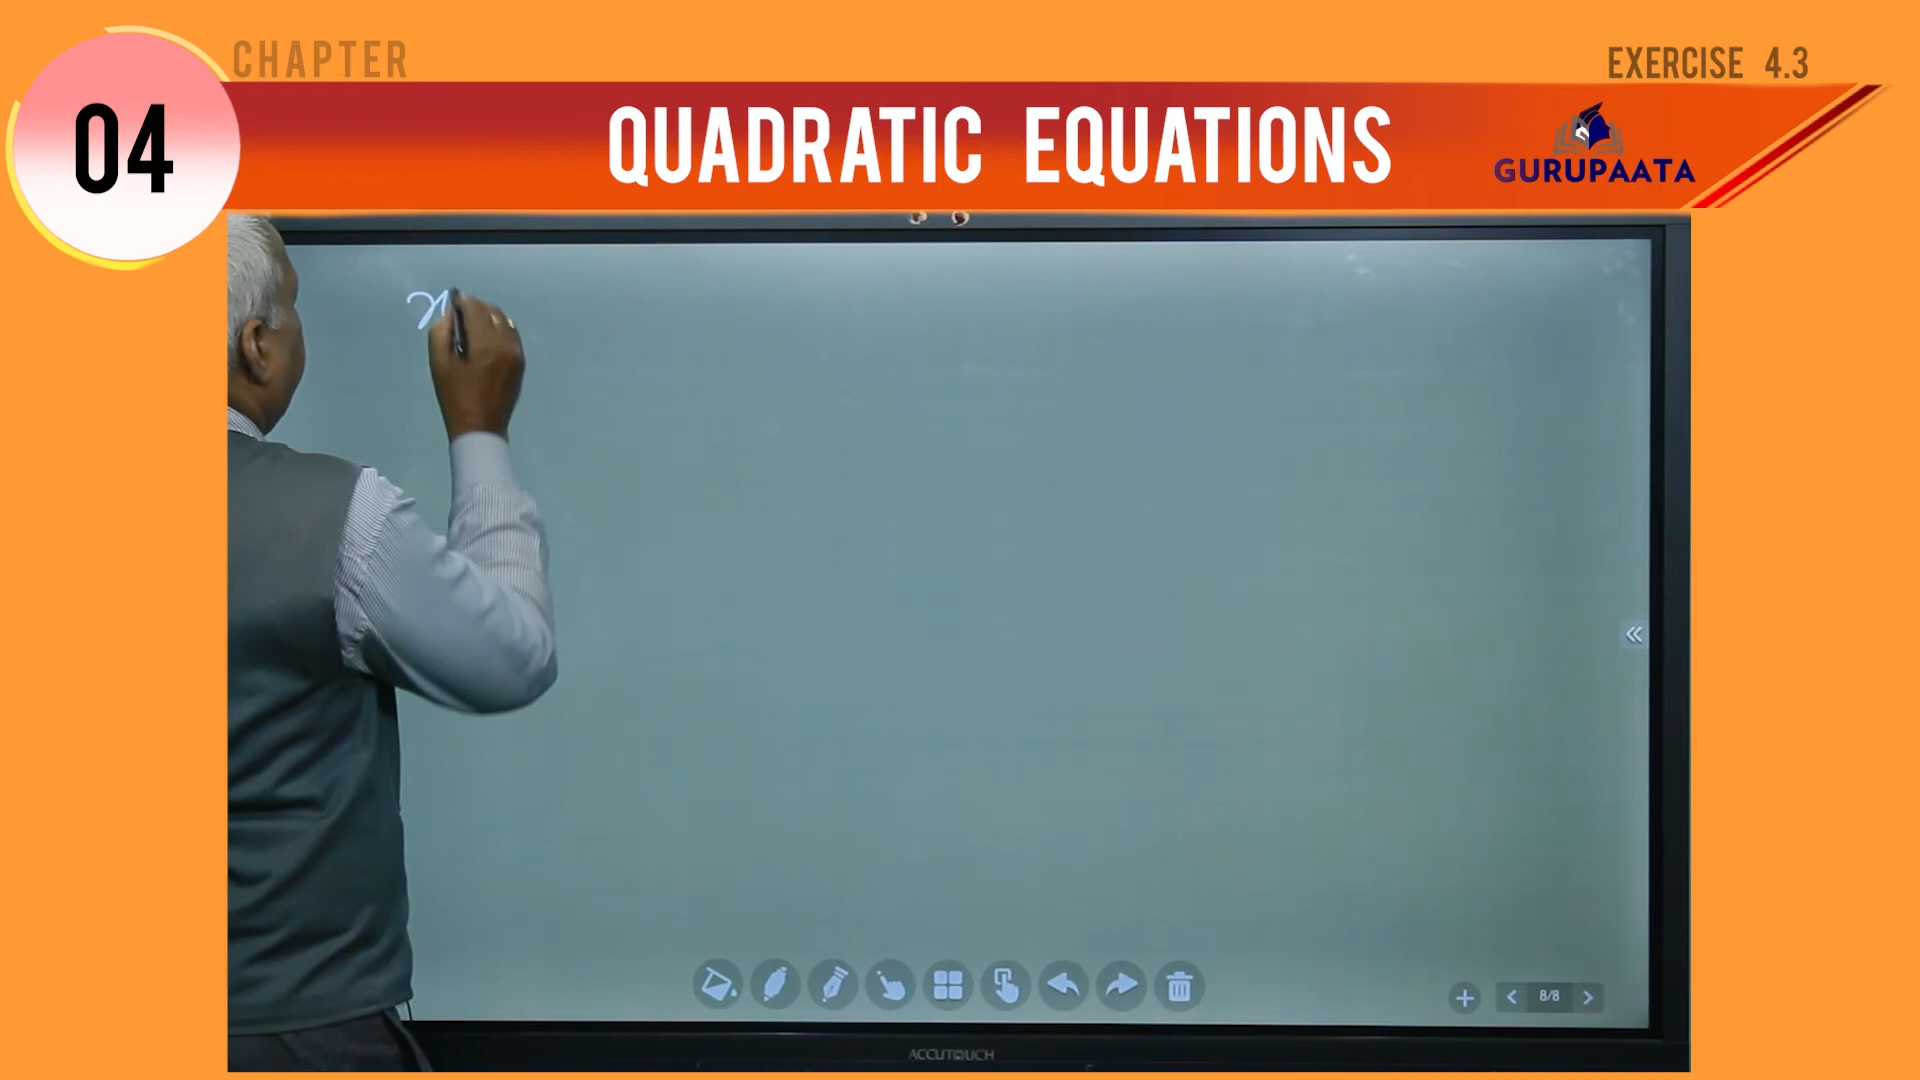 CHAPTER
EXERCISE 4.3
04
QUADRATIC EQUATIONS
GURUPAATA
x
8/8
ACCUTOUCH